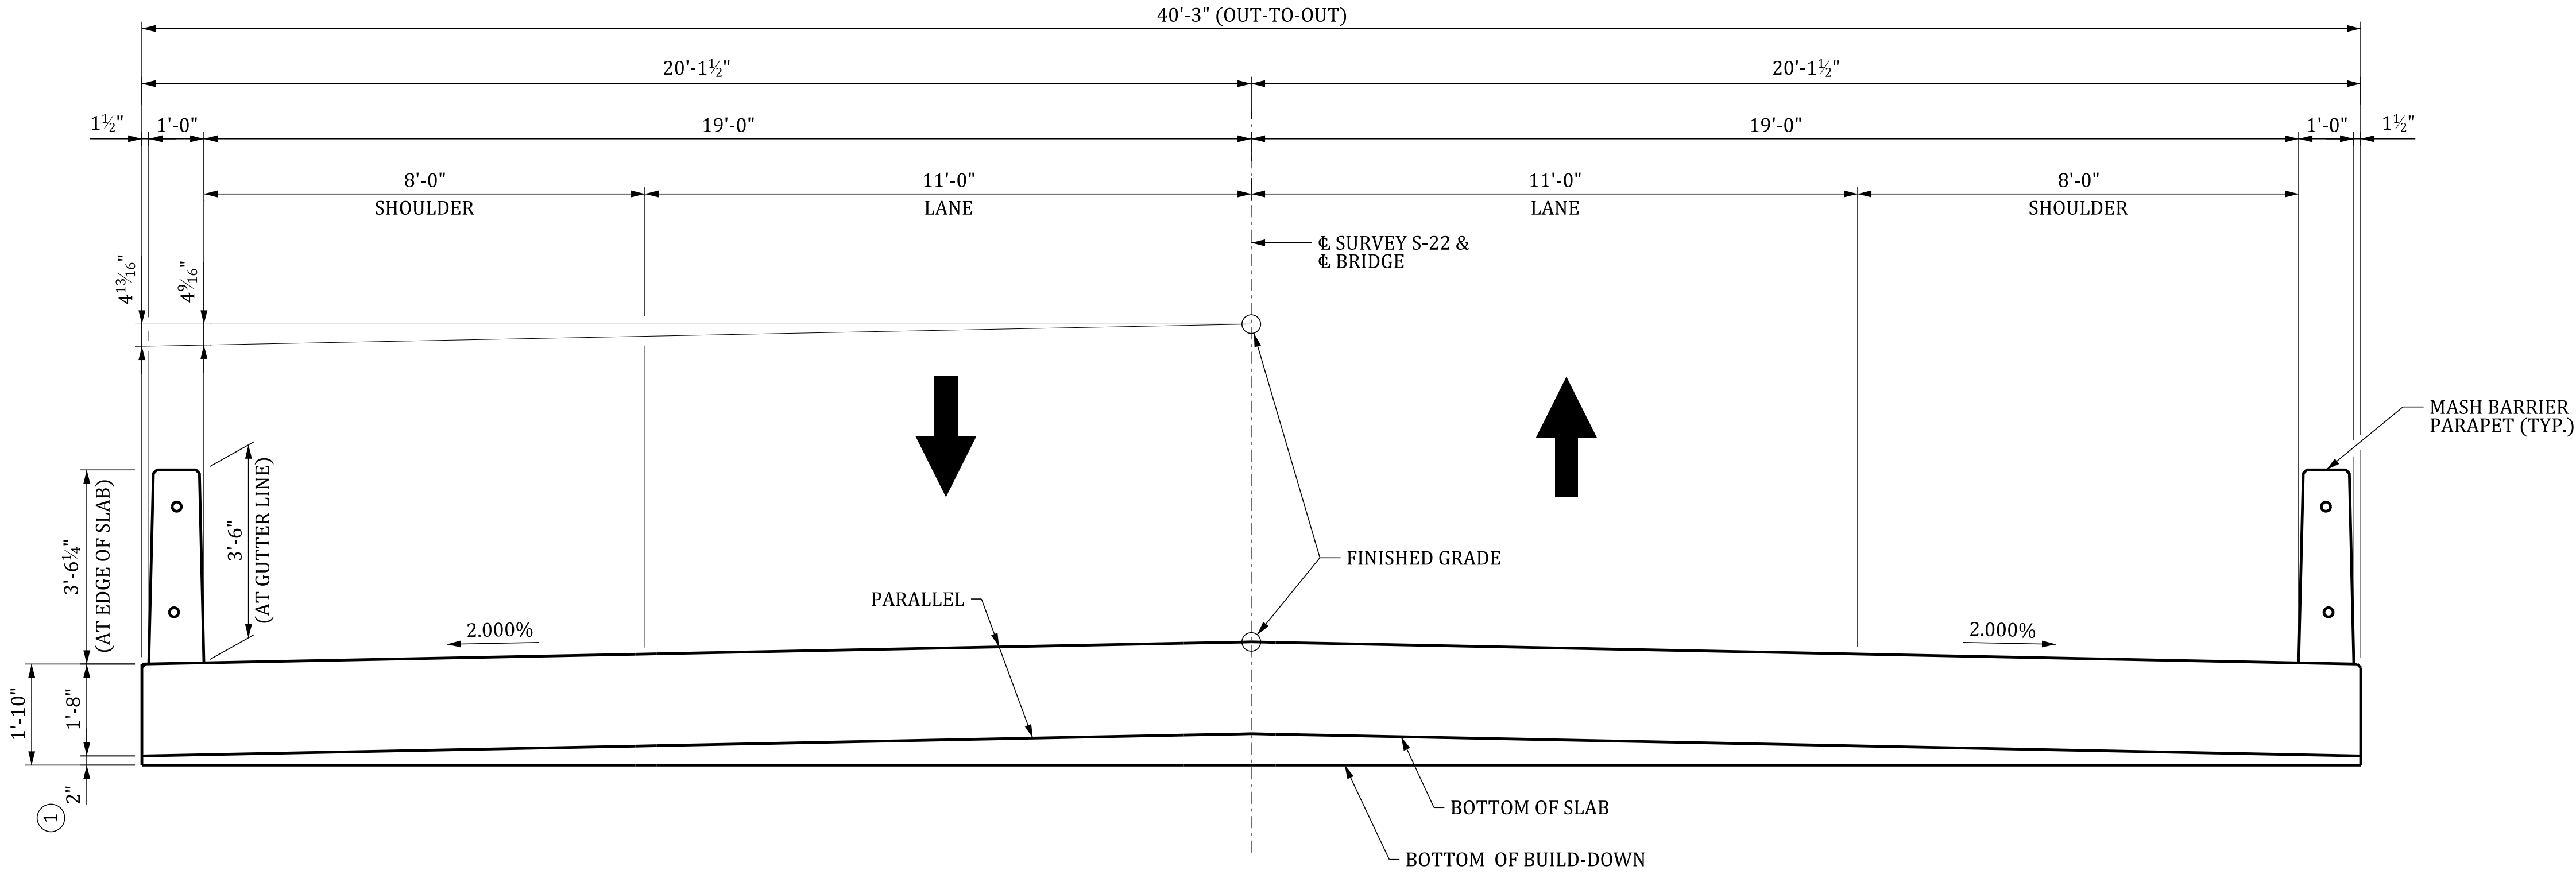 40'-3" (OUT-TO-OUT)
20'-1½" 20'-1½"
1½" 1'-0" 19'-0" 19'-0" 1'-0" 1½"
8'-0" 11'-0" 11'-0" 8'-0"
SHOULDER LANE LANE SHOULDER
℄ SURVEY S-22 &
℄ BRIDGE
4 13/16" 4 9/16"
MASH BARRIER
PARAPET (TYP.)
3'-6¼"
(AT EDGE OF SLAB)
3'-6"
(AT GUTTER LINE)
FINISHED GRADE
PARALLEL
2.000% 2.000%
1'-10" 1'-8"
2"
1
BOTTOM OF SLAB
BOTTOM OF BUILD-DOWN